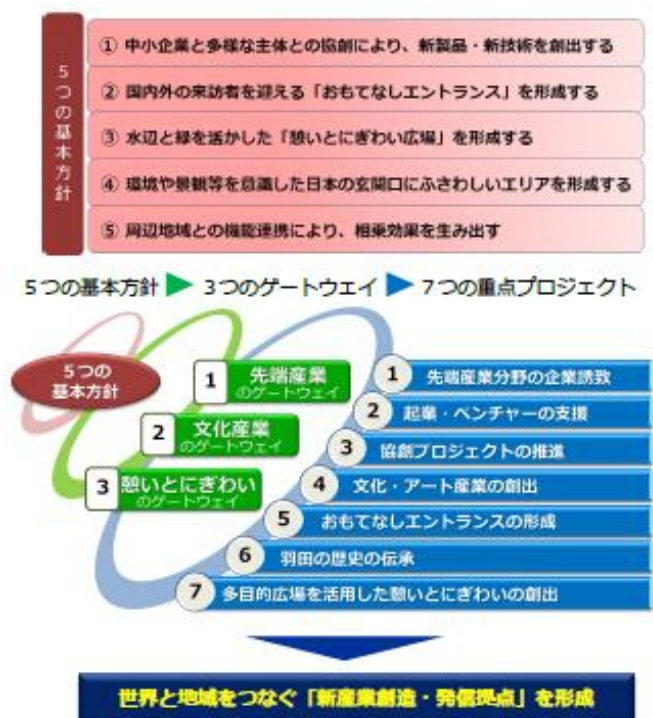 5つの基本方針
① 中小企業と多様な主体との協創により、新製品・新技術を創出する
② 国内外の来訪者を迎える「おもてなしエントランス」を形成する
③ 水辺と緑を活かした「憩いとにぎわい広場」を形成する
④ 環境や景観等を意識した日本の玄関口にふさわしいエリアを形成する
⑤ 周辺地域との機能連携により、相乗効果を生み出す
5つの基本方針 ▶ 3つのゲートウェイ ▶ 7つの重点プロジェクト
5つの
基本方針
1 先端産業
のゲートウェイ
2 文化産業
のゲートウェイ
3 憩いとにぎわい
のゲートウェイ
1 先端産業分野の企業誘致
2 起業・ベンチャーの支援
3 協創プロジェクトの推進
4 文化・アート産業の創出
5 おもてなしエントランスの形成
6 羽田の歴史の伝承
7 多目的広場を活用した憩いとにぎわいの創出
世界と地域をつなぐ「新産業創造・発信拠点」を形成